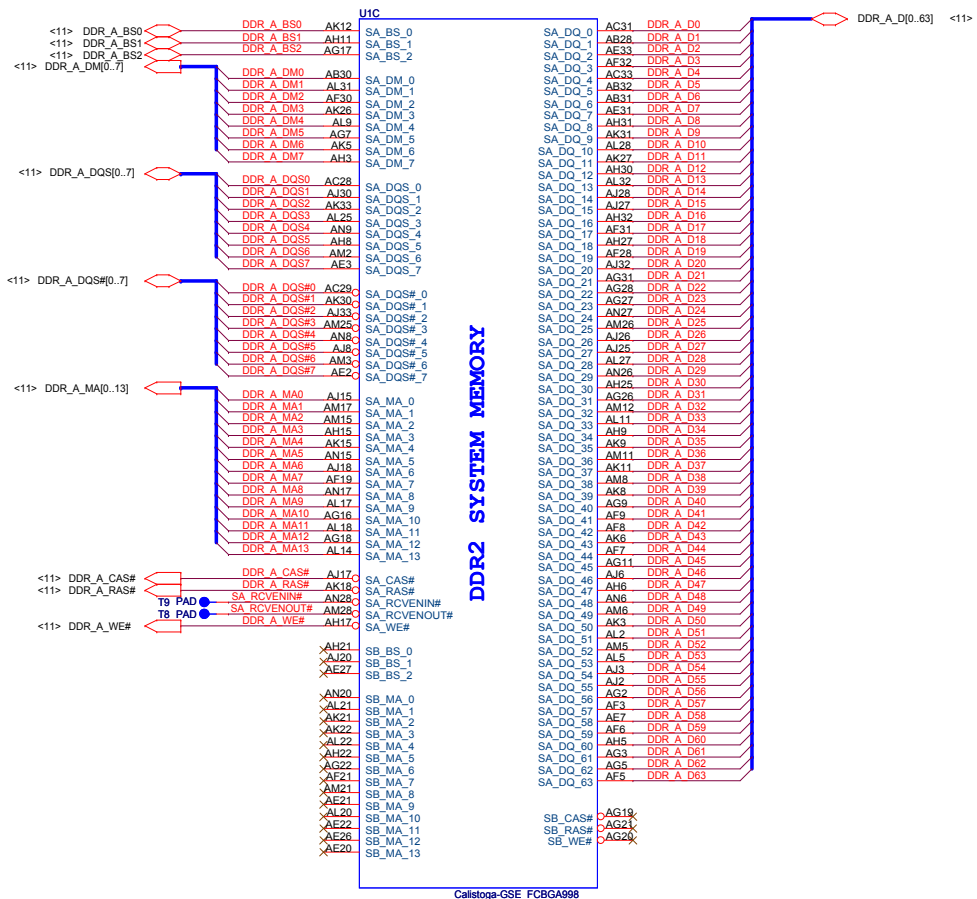 U1C
<11> DDR_A_BS0 DDR_A_BS0 AK12 SA_BS_0
<11> DDR_A_BS1 DDR_A_BS1 AH11 SA_BS_1
<11> DDR_A_BS2 DDR_A_BS2 AG17 SA_BS_2
<11> DDR_A_DM[0..7]
DDR_A_DM0 AB30 SA_DM_0
DDR_A_DM1 AL31 SA_DM_1
DDR_A_DM2 AF30 SA_DM_2
DDR_A_DM3 AK26 SA_DM_3
DDR_A_DM4 AL9 SA_DM_4
DDR_A_DM5 AG7 SA_DM_5
DDR_A_DM6 AK5 SA_DM_6
DDR_A_DM7 AH3 SA_DM_7
<11> DDR_A_DQS[0..7]
DDR_A_DQS0 AC28 SA_DQS_0
DDR_A_DQS1 AJ30 SA_DQS_1
DDR_A_DQS2 AK33 SA_DQS_2
DDR_A_DQS3 AL25 SA_DQS_3
DDR_A_DQS4 AN9 SA_DQS_4
DDR_A_DQS5 AH8 SA_DQS_5
DDR_A_DQS6 AM2 SA_DQS_6
DDR_A_DQS7 AE3 SA_DQS_7
<11> DDR_A_DQS#[0..7]
DDR_A_DQS#0 AC29 SA_DQS#_0
DDR_A_DQS#1 AK30 SA_DQS#_1
DDR_A_DQS#2 AJ33 SA_DQS#_2
DDR_A_DQS#3 AM25 SA_DQS#_3
DDR_A_DQS#4 AN8 SA_DQS#_4
DDR_A_DQS#5 AJ8 SA_DQS#_5
DDR_A_DQS#6 AM3 SA_DQS#_6
DDR_A_DQS#7 AE2 SA_DQS#_7
<11> DDR_A_MA[0..13]
DDR_A_MA0 AJ15 SA_MA_0
DDR_A_MA1 AM17 SA_MA_1
DDR_A_MA2 AM15 SA_MA_2
DDR_A_MA3 AH15 SA_MA_3
DDR_A_MA4 AK15 SA_MA_4
DDR_A_MA5 AN15 SA_MA_5
DDR_A_MA6 AJ18 SA_MA_6
DDR_A_MA7 AF19 SA_MA_7
DDR_A_MA8 AN17 SA_MA_8
DDR_A_MA9 AL17 SA_MA_9
DDR_A_MA10 AG16 SA_MA_10
DDR_A_MA11 AL18 SA_MA_11
DDR_A_MA12 AG18 SA_MA_12
DDR_A_MA13 AL14 SA_MA_13
<11> DDR_A_CAS# DDR_A_CAS# AJ17 SA_CAS#
<11> DDR_A_RAS# DDR_A_RAS# AK18 SA_RAS#
T9 PAD SA_RCVENIN# AN28 SA_RCVENIN#
T8 PAD SA_RCVENOUT# AM28 SA_RCVENOUT#
<11> DDR_A_WE# DDR_A_WE# AH17 SA_WE#
AH21 SB_BS_0
AJ20 SB_BS_1
AE27 SB_BS_2
AN20 SB_MA_0
AL21 SB_MA_1
AK21 SB_MA_2
AK22 SB_MA_3
AL22 SB_MA_4
AH22 SB_MA_5
AG22 SB_MA_6
AF21 SB_MA_7
AM21 SB_MA_8
AE21 SB_MA_9
AL20 SB_MA_10
AE22 SB_MA_11
AE26 SB_MA_12
AE20 SB_MA_13
DDR2 SYSTEM MEMORY
DDR_A_D[0..63] <11>
SA_DQ_0 AC31 DDR_A_D0
SA_DQ_1 AB28 DDR_A_D1
SA_DQ_2 AE33 DDR_A_D2
SA_DQ_3 AF32 DDR_A_D3
SA_DQ_4 AC33 DDR_A_D4
SA_DQ_5 AB32 DDR_A_D5
SA_DQ_6 AB31 DDR_A_D6
SA_DQ_7 AE31 DDR_A_D7
SA_DQ_8 AH31 DDR_A_D8
SA_DQ_9 AK31 DDR_A_D9
SA_DQ_10 AL28 DDR_A_D10
SA_DQ_11 AK27 DDR_A_D11
SA_DQ_12 AH30 DDR_A_D12
SA_DQ_13 AL32 DDR_A_D13
SA_DQ_14 AJ28 DDR_A_D14
SA_DQ_15 AJ27 DDR_A_D15
SA_DQ_16 AH32 DDR_A_D16
SA_DQ_17 AF31 DDR_A_D17
SA_DQ_18 AH27 DDR_A_D18
SA_DQ_19 AF28 DDR_A_D19
SA_DQ_20 AJ32 DDR_A_D20
SA_DQ_21 AG31 DDR_A_D21
SA_DQ_22 AG28 DDR_A_D22
SA_DQ_23 AG27 DDR_A_D23
SA_DQ_24 AN27 DDR_A_D24
SA_DQ_25 AM26 DDR_A_D25
SA_DQ_26 AJ26 DDR_A_D26
SA_DQ_27 AJ25 DDR_A_D27
SA_DQ_28 AL27 DDR_A_D28
SA_DQ_29 AN26 DDR_A_D29
SA_DQ_30 AH25 DDR_A_D30
SA_DQ_31 AG26 DDR_A_D31
SA_DQ_32 AM12 DDR_A_D32
SA_DQ_33 AL11 DDR_A_D33
SA_DQ_34 AH9 DDR_A_D34
SA_DQ_35 AK9 DDR_A_D35
SA_DQ_36 AM11 DDR_A_D36
SA_DQ_37 AK11 DDR_A_D37
SA_DQ_38 AM8 DDR_A_D38
SA_DQ_39 AK8 DDR_A_D39
SA_DQ_40 AG9 DDR_A_D40
SA_DQ_41 AF9 DDR_A_D41
SA_DQ_42 AF8 DDR_A_D42
SA_DQ_43 AK6 DDR_A_D43
SA_DQ_44 AF7 DDR_A_D44
SA_DQ_45 AG11 DDR_A_D45
SA_DQ_46 AJ6 DDR_A_D46
SA_DQ_47 AH6 DDR_A_D47
SA_DQ_48 AN6 DDR_A_D48
SA_DQ_49 AM6 DDR_A_D49
SA_DQ_50 AK3 DDR_A_D50
SA_DQ_51 AL2 DDR_A_D51
SA_DQ_52 AM5 DDR_A_D52
SA_DQ_53 AL5 DDR_A_D53
SA_DQ_54 AJ3 DDR_A_D54
SA_DQ_55 AJ2 DDR_A_D55
SA_DQ_56 AG2 DDR_A_D56
SA_DQ_57 AF3 DDR_A_D57
SA_DQ_58 AE7 DDR_A_D58
SA_DQ_59 AF6 DDR_A_D59
SA_DQ_60 AH5 DDR_A_D60
SA_DQ_61 AG3 DDR_A_D61
SA_DQ_62 AG5 DDR_A_D62
SA_DQ_63 AF5 DDR_A_D63
SB_CAS# AG19
SB_RAS# AG21
SB_WE# AG20
Calistoga-GSE_FCBGA998